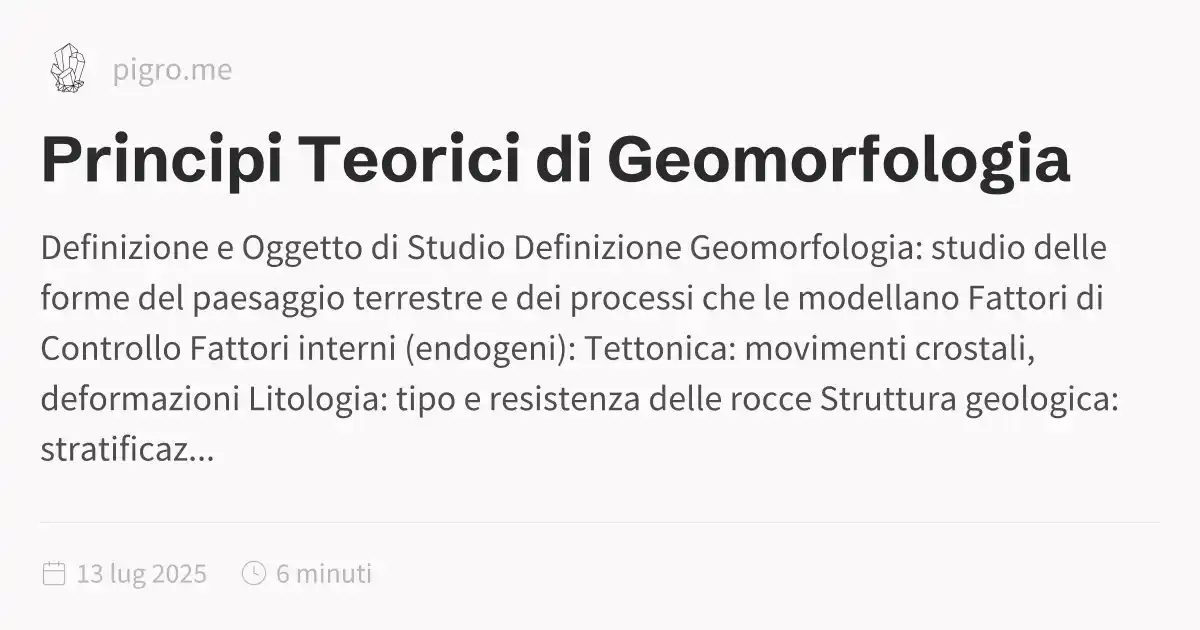 pigro.me
Principi Teorici di Geomorfologia
Definizione e Oggetto di Studio Definizione Geomorfologia: studio delle
forme del paesaggio terrestre e dei processi che le modellano Fattori di
Controllo Fattori interni (endogeni): Tettonica: movimenti crostali,
deformazioni Litologia: tipo e resistenza delle rocce Struttura geologica:
stratificaz...
13 lug 2025 6 minuti